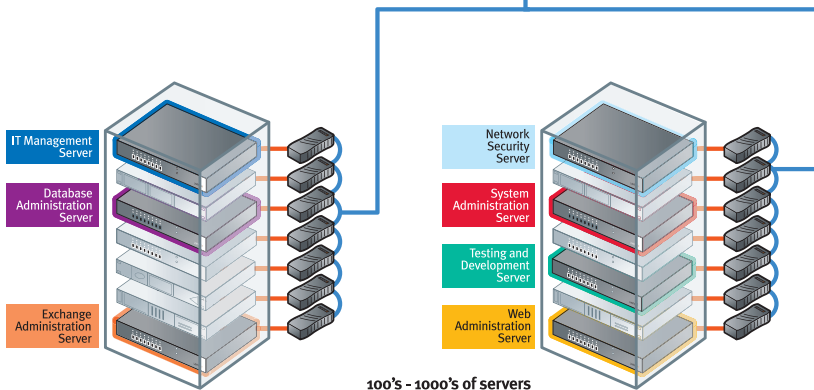 IT Management
Server
Database
Administration
Server
Exchange
Administration
Server
Network
Security
Server
System
Administration
Server
Testing and
Development
Server
Web
Administration
Server
100's - 1000's of servers